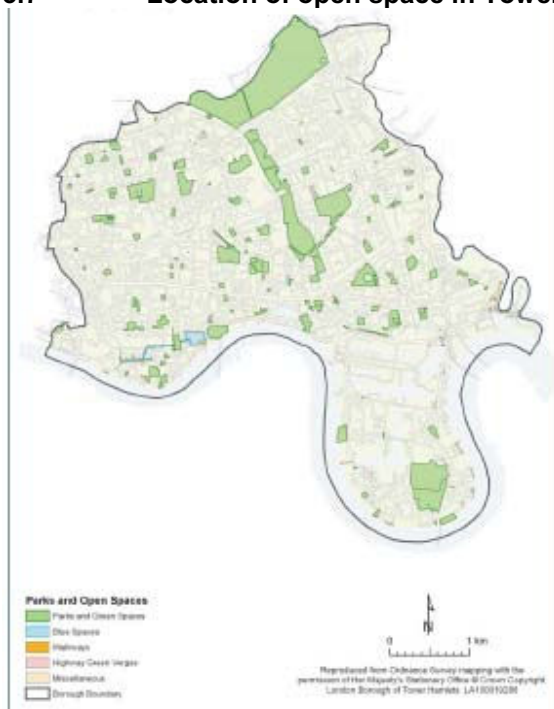 Location of open space in Tower
Parks and Open Spaces
Parks and Green Spaces
Blue Spaces
Walkways
Highway Green Verges
Miscellaneous
Borough Boundary
N
0 1 km
Reproduced from Ordnance Survey mapping with the
permission of Her Majesty's Stationery Office © Crown Copyright
London Borough of Tower Hamlets